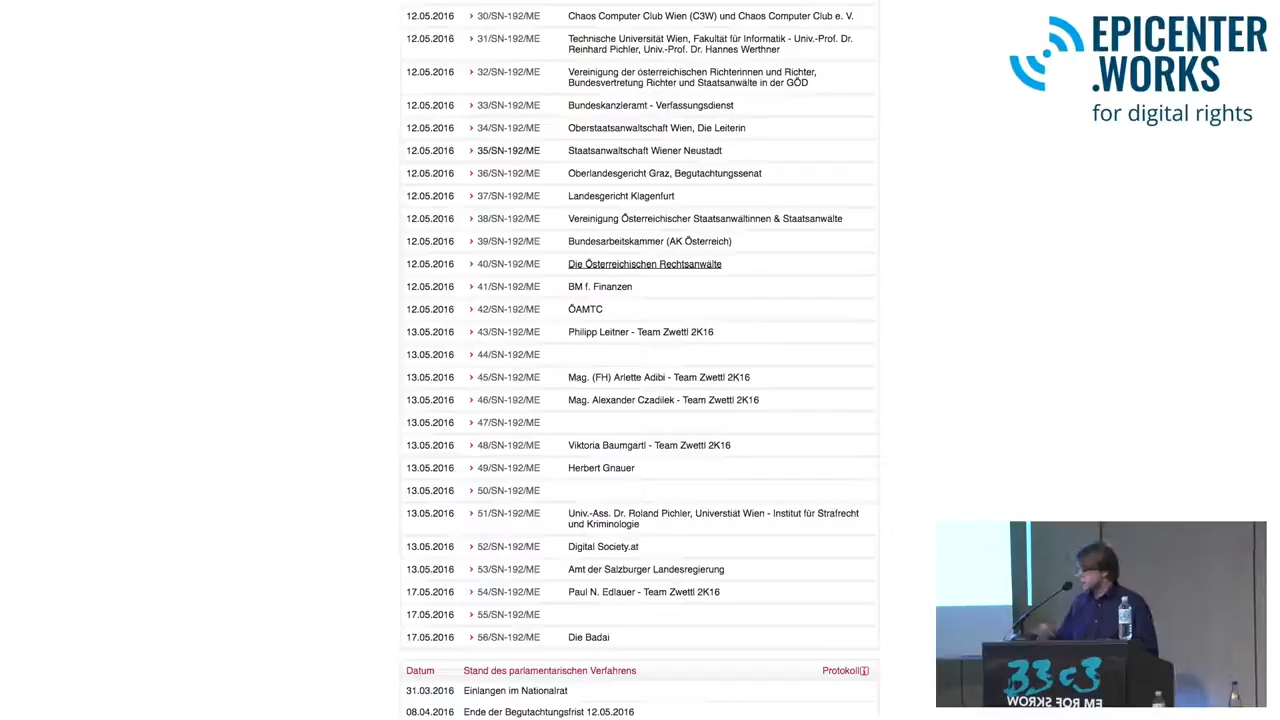 12.05.2016 › 30/SN-192/ME Chaos Computer Club Wien (C3W) und Chaos Computer Club e. V.
12.05.2016 › 31/SN-192/ME Technische Universität Wien, Fakultät für Informatik - Univ.-Prof. Dr.
Reinhard Pichler, Univ.-Prof. Dr. Hannes Werthner
12.05.2016 › 32/SN-192/ME Vereinigung der österreichischen Richterinnen und Richter,
Bundesvertretung Richter und Staatsanwälte in der GÖD
12.05.2016 › 33/SN-192/ME Bundeskanzleramt - Verfassungsdienst
12.05.2016 › 34/SN-192/ME Oberstaatsanwaltschaft Wien, Die Leiterin
12.05.2016 › 35/SN-192/ME Staatsanwaltschaft Wiener Neustadt
12.05.2016 › 36/SN-192/ME Oberlandesgericht Graz, Begutachtungssenat
12.05.2016 › 37/SN-192/ME Landesgericht Klagenfurt
12.05.2016 › 38/SN-192/ME Vereinigung Österreichischer Staatsanwältinnen & Staatsanwälte
12.05.2016 › 39/SN-192/ME Bundesarbeitskammer (AK Österreich)
12.05.2016 › 40/SN-192/ME Die Österreichischen Rechtsanwälte
12.05.2016 › 41/SN-192/ME BM f. Finanzen
12.05.2016 › 42/SN-192/ME ÖAMTC
13.05.2016 › 43/SN-192/ME Philipp Leitner - Team Zwettl 2K16
13.05.2016 › 44/SN-192/ME
13.05.2016 › 45/SN-192/ME Mag. (FH) Arlette Adibi - Team Zwettl 2K16
13.05.2016 › 46/SN-192/ME Mag. Alexander Czadilek - Team Zwettl 2K16
13.05.2016 › 47/SN-192/ME
13.05.2016 › 48/SN-192/ME Viktoria Baumgartl - Team Zwettl 2K16
13.05.2016 › 49/SN-192/ME Herbert Gnauer
13.05.2016 › 50/SN-192/ME
13.05.2016 › 51/SN-192/ME Univ.-Ass. Dr. Roland Pichler, Universtiät Wien - Institut für Strafrecht
und Kriminologie
13.05.2016 › 52/SN-192/ME Digital Society.at
13.05.2016 › 53/SN-192/ME Amt der Salzburger Landesregierung
17.05.2016 › 54/SN-192/ME Paul N. Edlauer - Team Zwettl 2K16
17.05.2016 › 55/SN-192/ME
17.05.2016 › 56/SN-192/ME Die Badai
Datum Stand des parlamentarischen Verfahrens Protokoll
31.03.2016 Einlangen im Nationalrat
08.04.2016 Ende der Begutachtungsfrist 12.05.2016
EPICENTER
.WORKS
for digital rights
33c3
WORKS FOR ME